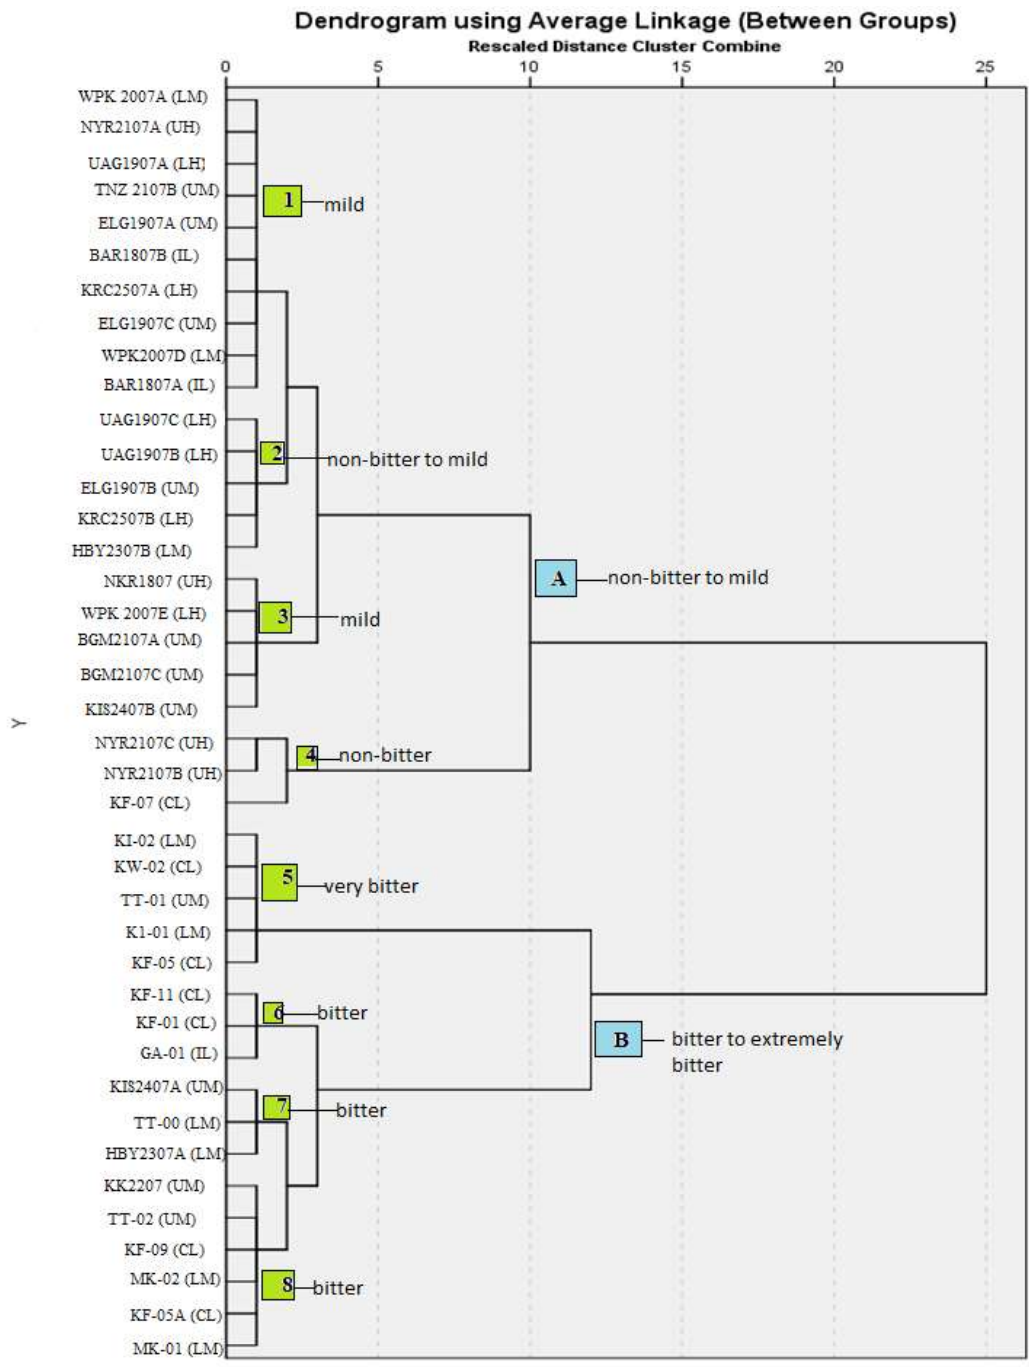 Dendrogram using Average Linkage (Between Groups)
Rescaled Distance Cluster Combine
0 5 10 15 20 25
WPK 2007A (LM)
NYR2107A (UH)
UAG1907A (LH)
TNZ 2107B (UM)
1 mild
ELG1907A (UM)
BAR1807B (IL)
KRC2507A (LH)
ELG1907C (UM)
WPK2007D (LM)
BAR1807A (IL)
UAG1907C (LH)
UAG1907B (LH)
2 non-bitter to mild
ELG1907B (UM)
KRC2507B (LH)
HBY2307B (LM)
NKR1807 (UH)
A non-bitter to mild
WPK 2007E (LH)
3 mild
BGM2107A (UM)
BGM2107C (UM)
KIS2407B (UM)
Y
NYR2107C (UH)
4 non-bitter
NYR2107B (UH)
KF-07 (CL)
KI-02 (LM)
KW-02 (CL)
5 very bitter
TT-01 (UM)
K1-01 (LM)
KF-05 (CL)
KF-11 (CL)
6 bitter
KF-01 (CL)
B bitter to extremely
bitter
GA-01 (IL)
KIS2407A (UM)
7 bitter
TT-00 (LM)
HBY2307A (LM)
KK2207 (UM)
TT-02 (UM)
KF-09 (CL)
MK-02 (LM)
8 bitter
KF-05A (CL)
MK-01 (LM)